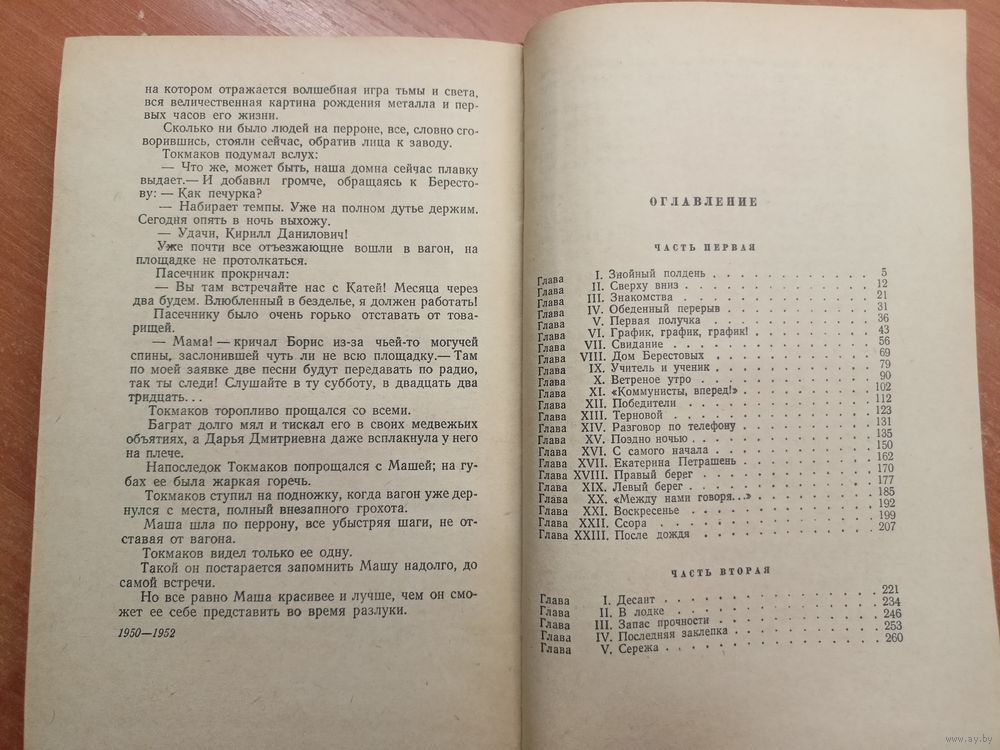 на котором отражается волшебная игра тьмы и света,
вся величественная картина рождения металла и пер-
вых часов его жизни.
Сколько ни было людей на перроне, все, словно сго-
ворившись, стояли сейчас, обратив лица к заводу.
Токмаков подумал вслух:
— Что же, может быть, наша домна сейчас плавку
выдает.— И добавил громче, обращаясь к Берестo-
ву: — Как печурка?
— Набирает темпы. Уже на полном дутье держим.
Сегодня опять в ночь выхожу.
— Удачи, Кирилл Данилович!
Уже почти все отъезжающие вошли в вагон, на
площадке не протолкаться.
Пасечник прокричал:
— Вы там встречайте нас с Катей! Месяца через
два будем. Влюбленный в безделье, я должен работать!
Пасечнику было очень горько отставать от това-
рищей.
— Мама! — кричал Борис из-за чьей-то могучей
спины, заслонившей чуть ли не всю площадку.— Там
по моей заявке две песни будут передавать по радио,
так ты следи! Слушайте в ту субботу, в двадцать два
тридцать...
Токмаков торопливо прощался со всеми.
Баграт долго мял и тискал его в своих медвежьих
объятиях, а Дарья Дмитриевна даже всплакнула у него
на плече.
Напоследок Токмаков попрощался с Машей; на гу-
бах ее была жаркая горечь.
Токмаков ступил на подножку, когда вагон уже дер-
нулся с места, полный внезапного грохота.
Маша шла по перрону, все убыстряя шаги, не от-
ставая от вагона.
Токмаков видел только ее одну.
Такой он постарается запомнить Машу надолго, до
самой встречи.
Но все равно Маша красивее и лучше, чем он смо-
жет ее себе представить во время разлуки.
1950—1952
ОГЛАВЛЕНИЕ
ЧАСТЬ ПЕРВАЯ
Глава I. Знойный полдень . . . . . . . . . . . . 5
Глава II. Сверху вниз . . . . . . . . . . . . 12
Глава III. Знакомства . . . . . . . . . . . . 21
Глава IV. Обеденный перерыв . . . . . . . . . . . . 31
Глава V. Первая получка . . . . . . . . . . . . 36
Глава VI. График, график, график! . . . . . . . . . . 43
Глава VII. Свидание . . . . . . . . . . . . 56
Глава VIII. Дом Берестовых . . . . . . . . . . . . 69
Глава IX. Учитель и ученик . . . . . . . . . . . . 79
Глава X. Ветреное утро . . . . . . . . . . . . 90
Глава XI. «Коммунисты, вперед!» . . . . . . . . . . 102
Глава XII. Победители . . . . . . . . . . . . 112
Глава XIII. Терновой . . . . . . . . . . . . 123
Глава XIV. Разговор по телефону . . . . . . . . . . 131
Глава XV. Поздно ночью . . . . . . . . . . . . 135
Глава XVI. С самого начала . . . . . . . . . . . . 150
Глава XVII. Екатерина Петрашень . . . . . . . . . . 162
Глава XVIII. Правый берег . . . . . . . . . . . . 170
Глава XIX. Левый берег . . . . . . . . . . . . 177
Глава XX. «Между нами говоря...» . . . . . . . . . . 185
Глава XXI. Воскресенье . . . . . . . . . . . . 192
Глава XXII. Ссора . . . . . . . . . . . . 199
Глава XXIII. После дождя . . . . . . . . . . . . 207
ЧАСТЬ ВТОРАЯ
Глава I. Десант . . . . . . . . . . . . 221
Глава II. В лодке . . . . . . . . . . . . 234
Глава III. Запас прочности . . . . . . . . . . . . 246
Глава IV. Последняя заклепка . . . . . . . . . . 253
Глава V. Сережа . . . . . . . . . . . . 260
www.ay.by